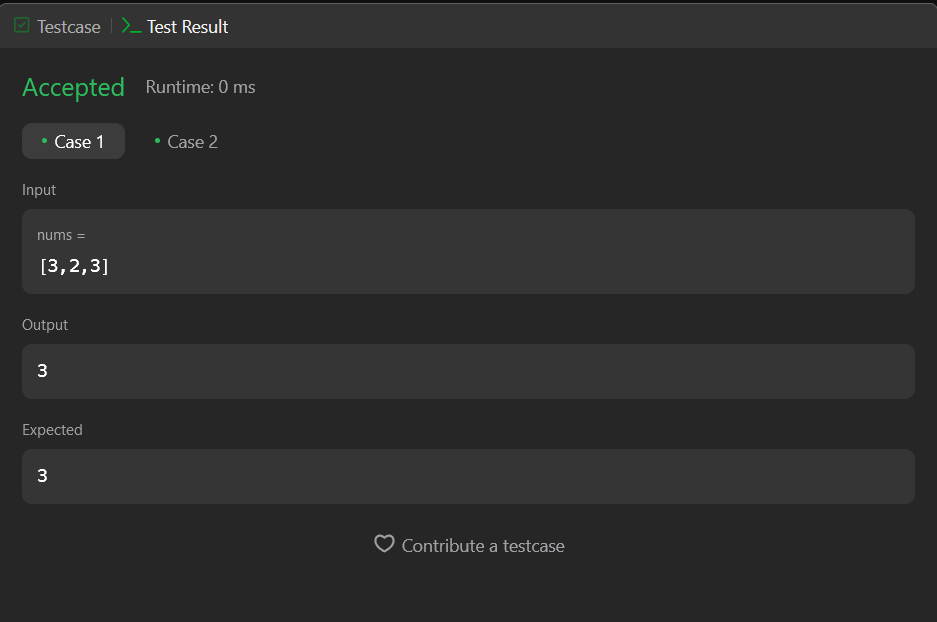 Testcase | >_ Test Result
Accepted Runtime: 0 ms
• Case 1 • Case 2
Input
nums =
[3,2,3]
Output
3
Expected
3
Contribute a testcase